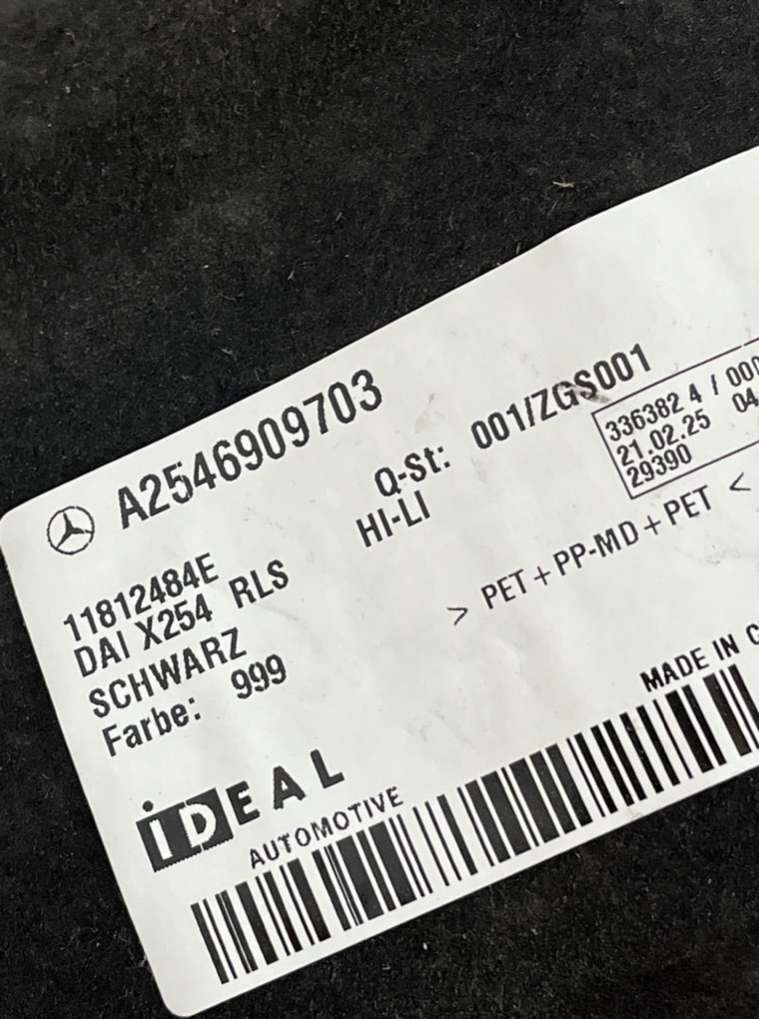 A2546909703
Q-St: 001/ZGS001
336382 4 / 000
21.02.25 04
29390
11812484E
HI-LI
DAI X254 RLS
> PET + PP-MD + PET <
SCHWARZ
Farbe: 999
MADE IN
iDEAL
AUTOMOTIVE